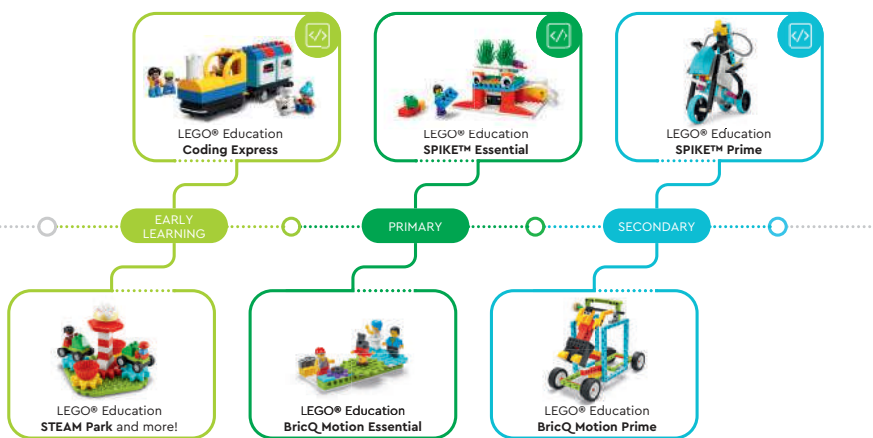 LEGO® Education
Coding Express
LEGO® Education
SPIKE™ Essential
LEGO® Education
SPIKE™ Prime
EARLY
LEARNING
PRIMARY
SECONDARY
LEGO® Education
STEAM Park and more!
LEGO® Education
BricQ Motion Essential
LEGO® Education
BricQ Motion Prime